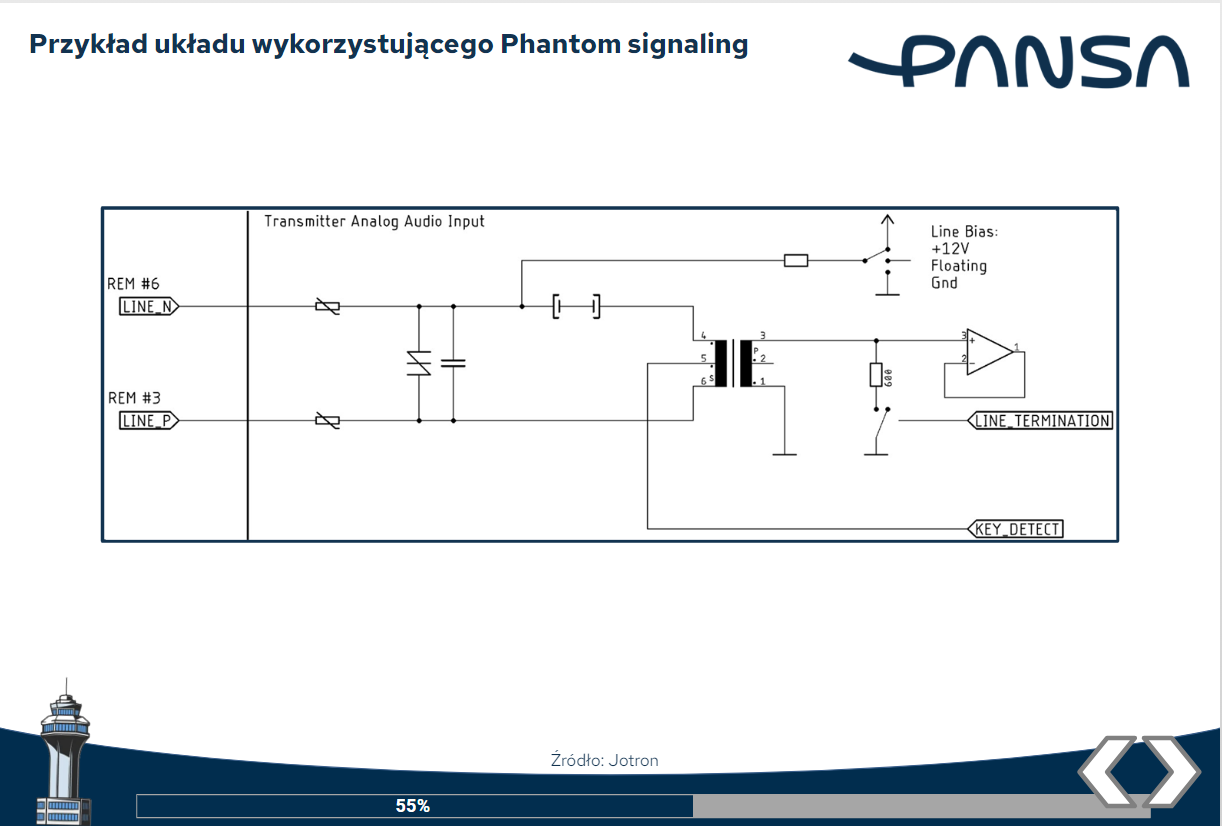 Przykład układu wykorzystującego Phantom signaling
PANSA
Transmitter Analog Audio Input
Line Bias:
+12V
Floating
Gnd
REM #6
LINE_N
4
3
5
P
2
6
S
1
3
+
2
-
1
600
REM #3
LINE_P
LINE_TERMINATION
KEY_DETECT
Źródło: Jotron
55%